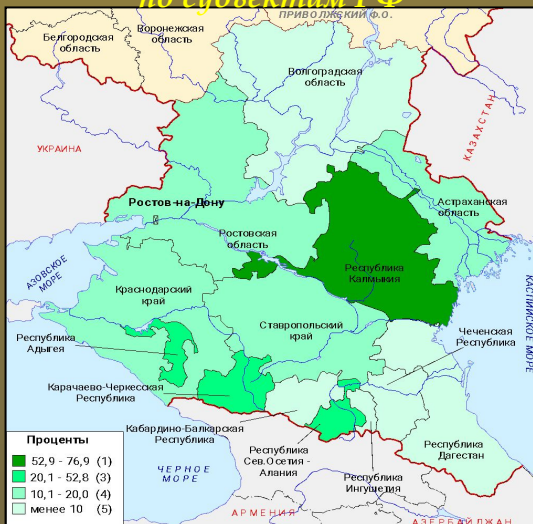 по субъектам РФ
ПРИВОЛЖСКИЙ Ф.О.
Белгородская
область
Воронежская
область
Волгоградская
область
КАЗАХСТАН
УКРАИНА
Ростов-на-Дону
Астраханская
область
Ростовская
область
АЗОВСКОЕ
МОРЕ
Республика
Калмыкия
Краснодарский
край
КАСПИЙСКОЕ МОРЕ
Ставропольский
край
Чеченская
Республика
Республика
Адыгея
Карачаево-Черкесская
Республика
Кабардино-Балкарская
Республика
Республика
Сев.Осетия -
Алания
Республика
Дагестан
Республика
Ингушетия
ЧЕРНОЕ
МОРЕ
АРМЕНИЯ
АЗЕРБАЙДЖАН
Проценты
52,9 - 76,9 (1)
20,1 - 52,8 (3)
10,1 - 20,0 (4)
менее 10 (5)